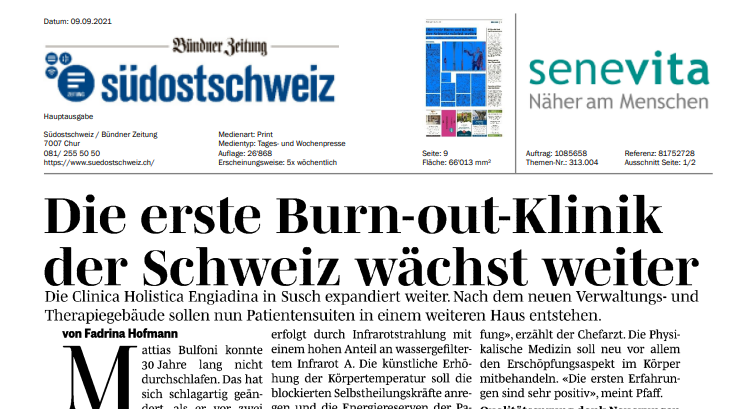 Datum: 09.09.2021
Bündner Zeitung
südostschweiz
senevita
Näher am Menschen
Hauptausgabe
Südostschweiz / Bündner Zeitung
7007 Chur
081/ 255 50 50
https://www.suedostschweiz.ch/
Medienart: Print
Medientyp: Tages- und Wochenpresse
Auflage: 26'868
Erscheinungsweise: 5x wöchentlich
Seite: 9
Fläche: 66'013 mm²
Auftrag: 1085658
Themen-Nr.: 313.004
Referenz: 81752728
Ausschnitt Seite: 1/2
Die erste Burn-out-Klinik
der Schweiz wächst weiter
Die Clinica Holistica Engiadina in Susch expandiert weiter. Nach dem neuen Verwaltungs- und
Therapiegebäude sollen nun Patientensuiten in einem weiteren Haus entstehen.
von Fadrina Hofmann
Mattias Bulfoni konnte
30 Jahre lang nicht
durchschlafen. Das hat
sich schlagartig geän-
dert, als er vor zwei
erfolgt durch Infrarotstrahlung mit
einem hohen Anteil an wassergefilter-
tem Infrarot A. Die künstliche Erhö-
hung der Körpertemperatur soll die
blockierten Selbstheilungskräfte anre-
gen und die Energiereserven der Pa-
fung», erzählt der Chefarzt. Die Physi-
kalische Medizin soll neu vor allem
den Erschöpfungsaspekt im Körper
mitbehandeln. «Die ersten Erfahrun-
gen sind sehr positiv», meint Pfaff.